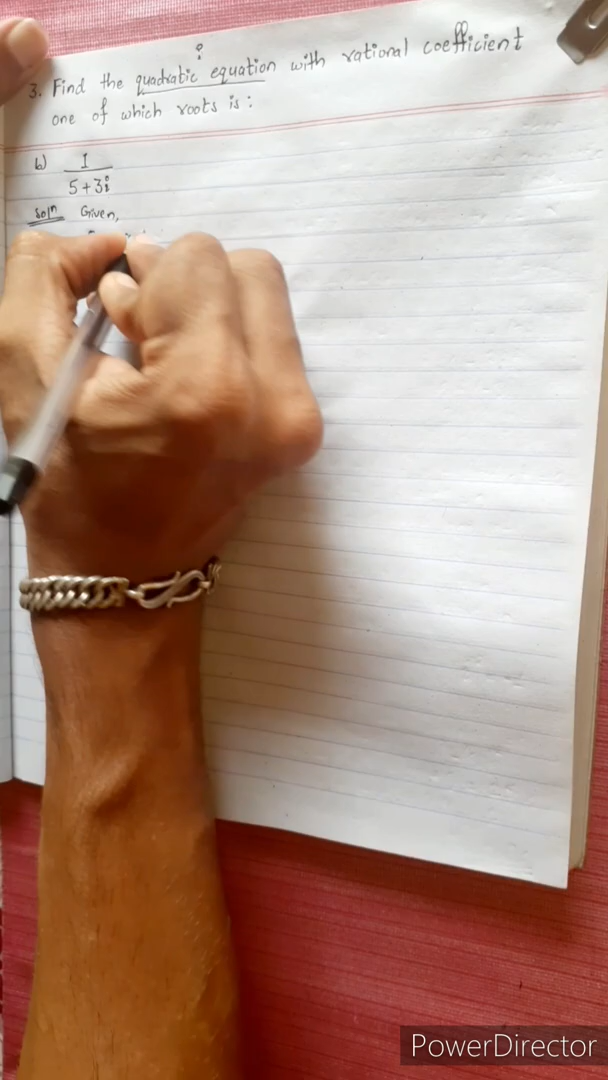 3. Find the quadratic equation with rational coefficient
one of which roots is :
b) 1
5+3i
Soln Given,
PowerDirector